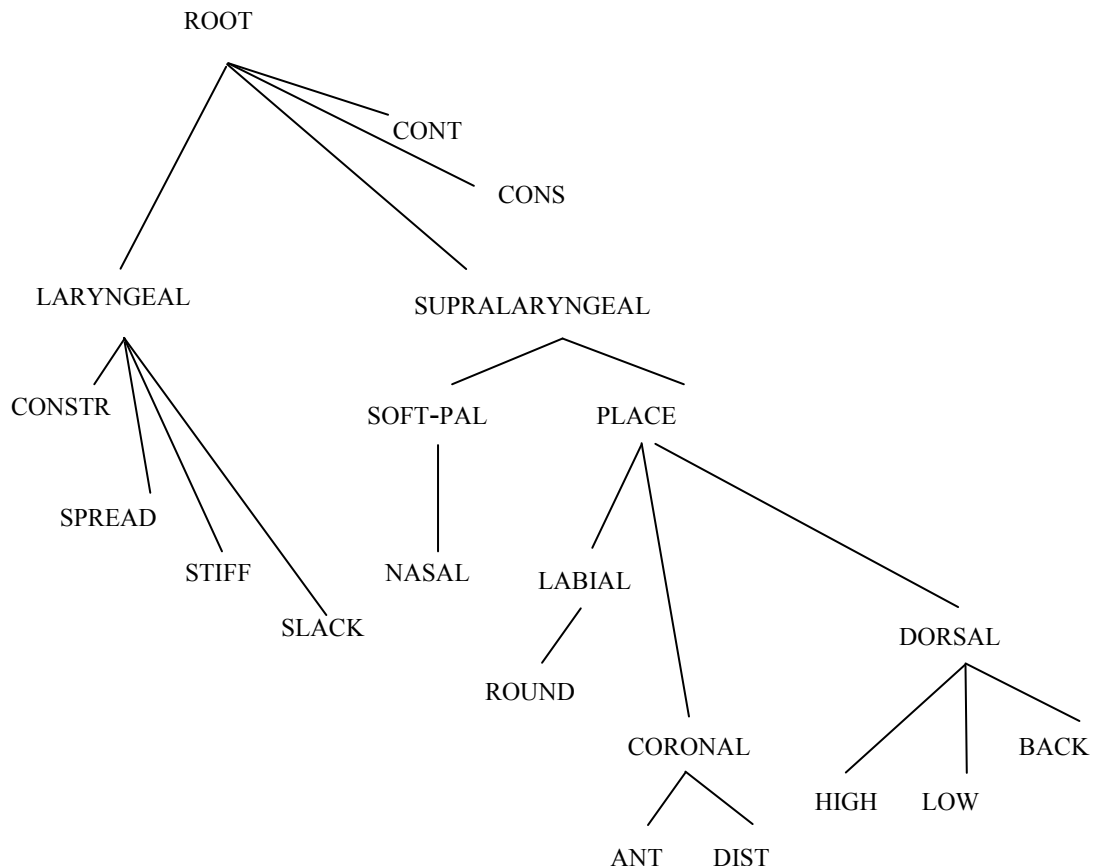 ROOT
CONT
CONS
LARYNGEAL
SUPRALARYNGEAL
CONSTR
SOFT-PAL
PLACE
SPREAD
STIFF
NASAL
LABIAL
SLACK
DORSAL
ROUND
CORONAL
BACK
HIGH
LOW
ANT
DIST